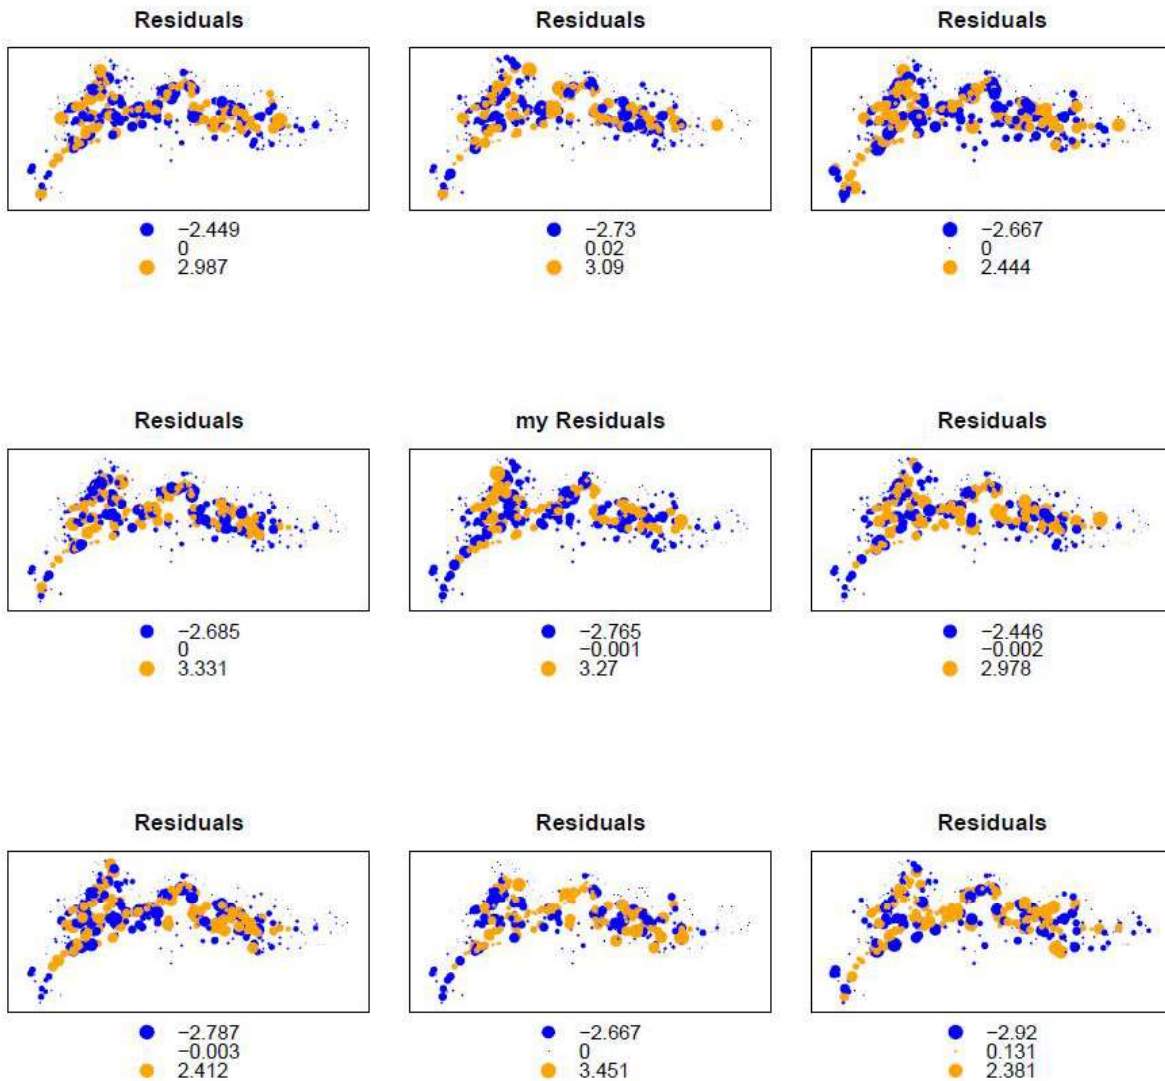 Residuals Residuals Residuals
−2.449 −2.73 −2.667
0 0.02 0
2.987 3.09 2.444
Residuals my Residuals Residuals
−2.685 −2.765 −2.446
0 −0.001 −0.002
3.331 3.27 2.978
Residuals Residuals Residuals
−2.787 −2.667 −2.92
−0.003 0 0.131
2.412 3.451 2.381